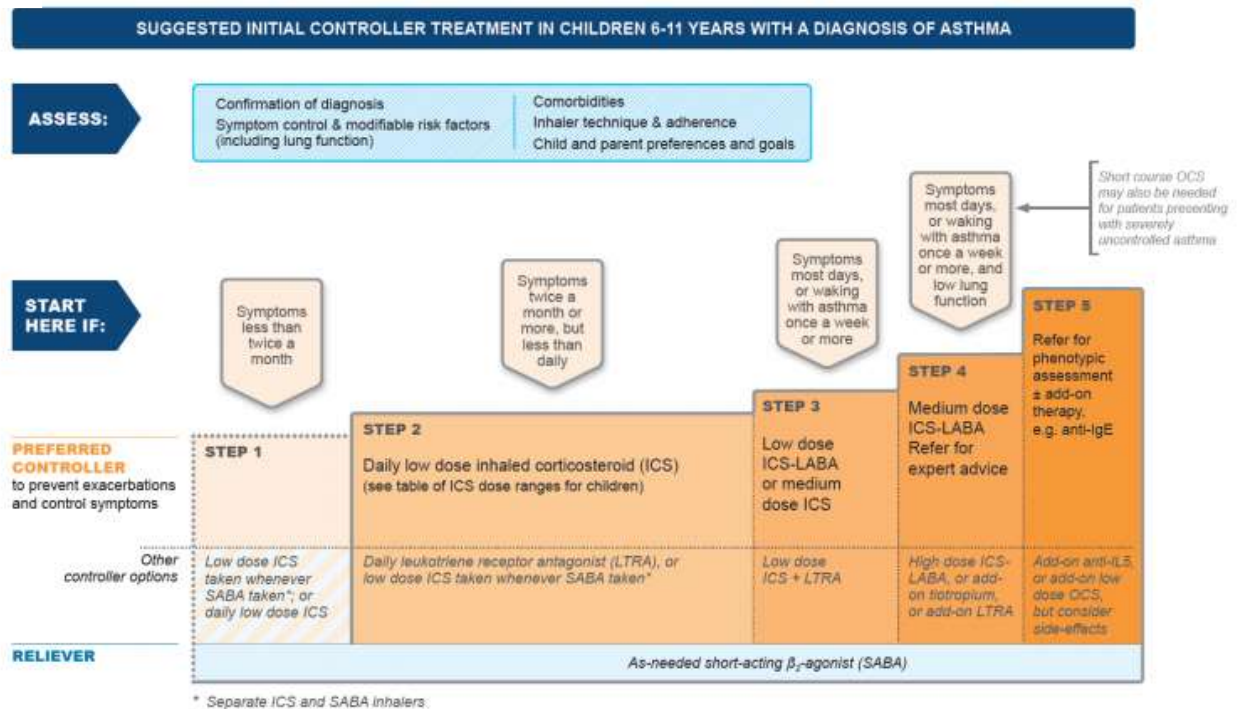 SUGGESTED INITIAL CONTROLLER TREATMENT IN CHILDREN 6-11 YEARS WITH A DIAGNOSIS OF ASTHMA
ASSESS:
Confirmation of diagnosis
Symptom control & modifiable risk factors
(including lung function)
Comorbidities
Inhaler technique & adherence
Child and parent preferences and goals
START
HERE IF:
Symptoms
less than
twice a
month
Symptoms
twice a
month or
more, but
less than
daily
Symptoms
most days,
or waking
with asthma
once a week
or more
Symptoms
most days,
or waking
with asthma
once a week
or more, and
low lung
function
Short course OCS
may also be needed
for patients presenting
with severely
uncontrolled asthma
PREFERRED
CONTROLLER
to prevent exacerbations
and control symptoms
STEP 1
STEP 2
Daily low dose inhaled corticosteroid (ICS)
(see table of ICS dose ranges for children)
STEP 3
Low dose
ICS-LABA
or medium
dose ICS
STEP 4
Medium dose
ICS-LABA
Refer for
expert advice
STEP 5
Refer for
phenotypic
assessment
± add-on
therapy,
e.g. anti-IgE
Other
controller options
Low dose ICS
taken whenever
SABA taken*; or
daily low dose ICS
Daily leukotriene receptor antagonist (LTRA), or
low dose ICS taken whenever SABA taken*
Low dose
ICS + LTRA
High dose ICS-
LABA, or add-
on tiotropium,
or add-on LTRA
Add-on anti-IL5,
or add-on low
dose OCS,
but consider
side-effects
RELIEVER
As-needed short-acting β₂-agonist (SABA)
* Separate ICS and SABA inhalers